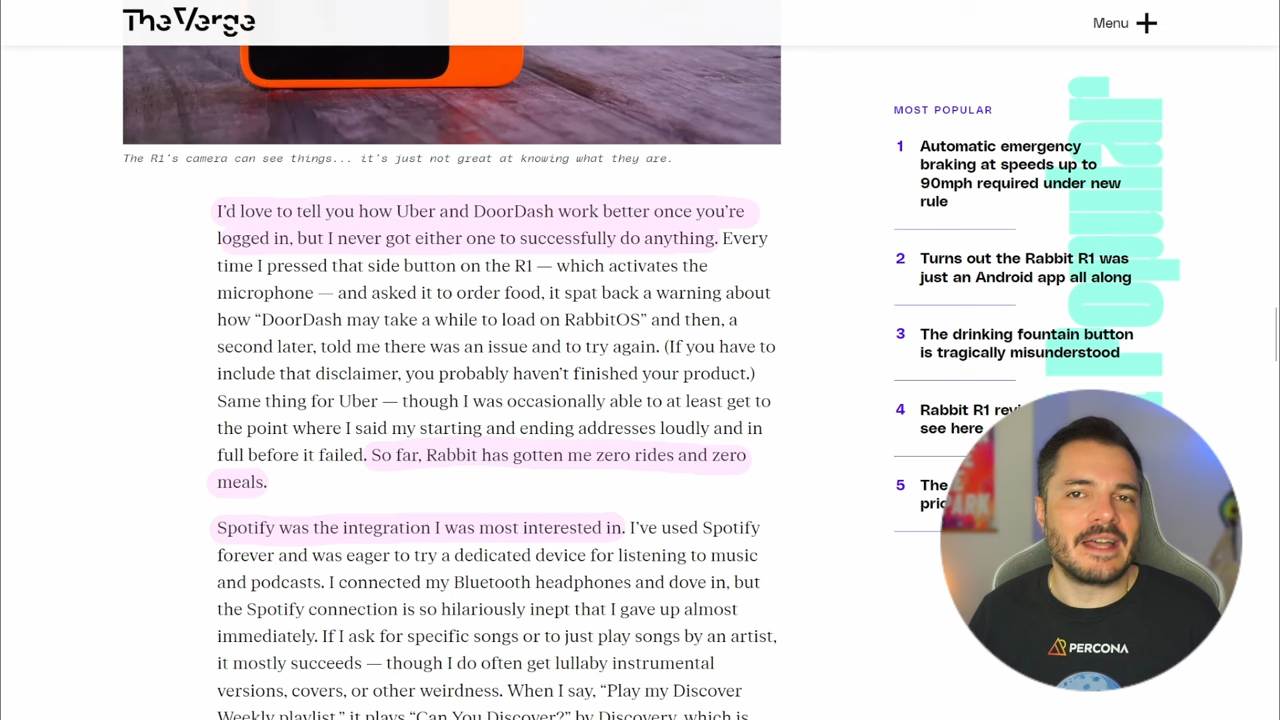 The Verge
Menu
The R1's camera can see things... it's just not great at knowing what they are.
I'd love to tell you how Uber and DoorDash work better once you're
logged in, but I never got either one to successfully do anything. Every
time I pressed that side button on the R1 — which activates the
microphone — and asked it to order food, it spat back a warning about
how “DoorDash may take a while to load on RabbitOS” and then, a
second later, told me there was an issue and to try again. (If you have to
include that disclaimer, you probably haven't finished your product.)
Same thing for Uber — though I was occasionally able to at least get to
the point where I said my starting and ending addresses loudly and in
full before it failed. So far, Rabbit has gotten me zero rides and zero
meals.
Spotify was the integration I was most interested in. I've used Spotify
forever and was eager to try a dedicated device for listening to music
and podcasts. I connected my Bluetooth headphones and dove in, but
the Spotify connection is so hilariously inept that I gave up almost
immediately. If I ask for specific songs or to just play songs by an artist,
it mostly succeeds — though I do often get lullaby instrumental
versions, covers, or other weirdness. When I say, “Play my Discover
Weekly playlist,” it plays “Can You Discover?” by Discovery, which is
MOST POPULAR
1
Automatic emergency
braking at speeds up to
90mph required under new
rule
2
Turns out the Rabbit R1 was
just an Android app all along
3
The drinking fountain button
is tragically misunderstood
4
Rabbit R1
see here
5
The
PARK
PERCONA